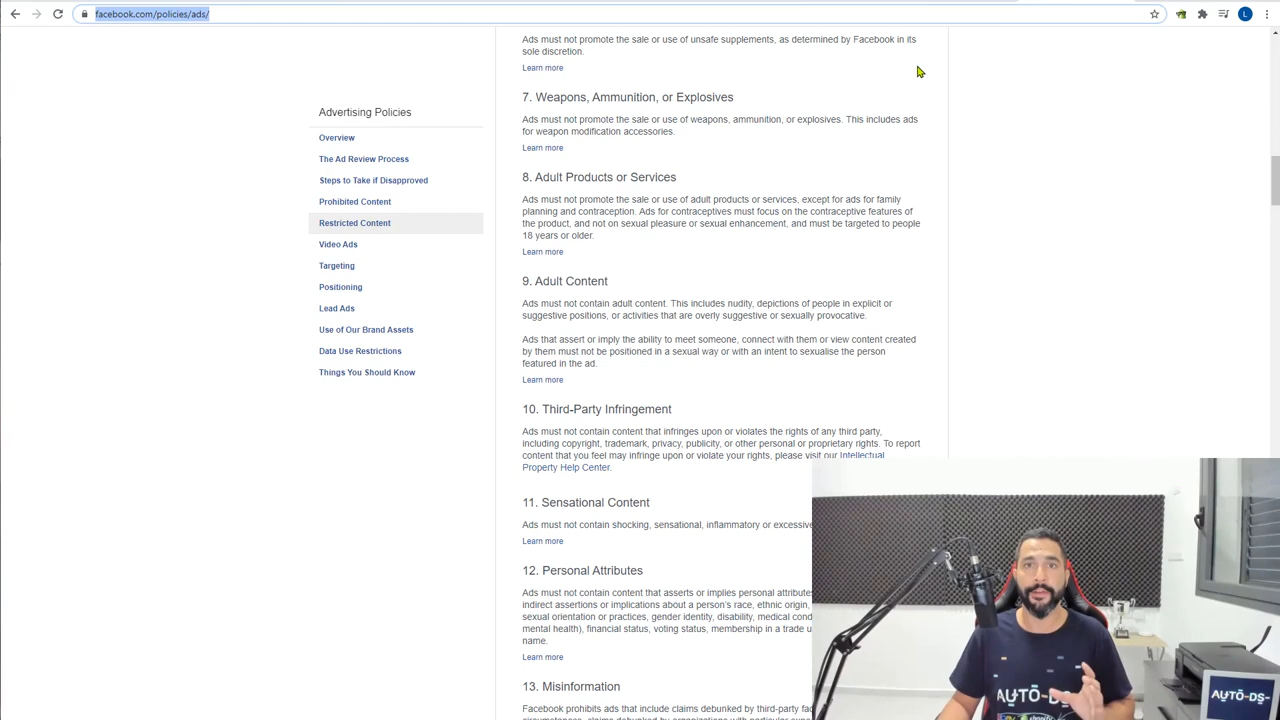 facebook.com/policies/ads/
L
Ads must not promote the sale or use of unsafe supplements, as determined by Facebook in its
sole discretion.
Learn more
Advertising Policies
Overview
The Ad Review Process
Steps to Take if Disapproved
Prohibited Content
Restricted Content
Video Ads
Targeting
Positioning
Lead Ads
Use of Our Brand Assets
Data Use Restrictions
Things You Should Know
7. Weapons, Ammunition, or Explosives
Ads must not promote the sale or use of weapons, ammunition, or explosives. This includes ads
for weapon modification accessories.
Learn more
8. Adult Products or Services
Ads must not promote the sale or use of adult products or services, except for ads for family
planning and contraception. Ads for contraceptives must focus on the contraceptive features of
the product, and not on sexual pleasure or sexual enhancement, and must be targeted to people
18 years or older.
Learn more
9. Adult Content
Ads must not contain adult content. This includes nudity, depictions of people in explicit or
suggestive positions, or activities that are overly suggestive or sexually provocative.
Ads that assert or imply the ability to meet someone, connect with them or view content created
by them must not be positioned in a sexual way or with an intent to sexualise the person
featured in the ad.
Learn more
10. Third-Party Infringement
Ads must not contain content that infringes upon or violates the rights of any third party,
including copyright, trademark, privacy, publicity, or other personal or proprietary rights. To report
content that you feel may infringe upon or violate your rights, please visit our Intellectual
Property Help Center.
11. Sensational Content
Ads must not contain shocking, sensational, inflammatory or excessive
Learn more
12. Personal Attributes
Ads must not contain content that asserts or implies personal attributes
indirect assertions or implications about a person's race, ethnic origin,
sexual orientation or practices, gender identity, disability, medical cond
mental health), financial status, voting status, membership in a trade u
name.
Learn more
13. Misinformation
Facebook prohibits ads that include claims debunked by third-party fac
AUTŌ-DS-
AUTŌ-DS-